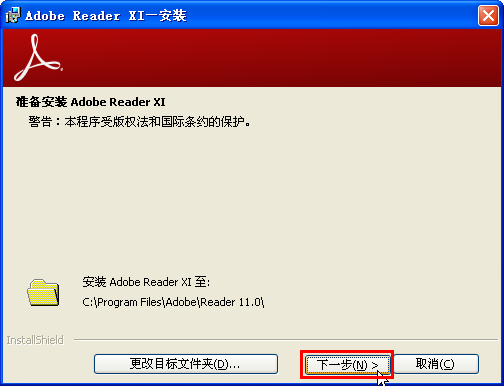 Adobe Reader XI－安装
准备安装 Adobe Reader XI
警告：本程序受版权法和国际条约的保护。
安装 Adobe Reader XI 至:
C:\Program Files\Adobe\Reader 11.0\
InstallShield
更改目标文件夹(D)... 下一步(N) > 取消(C)